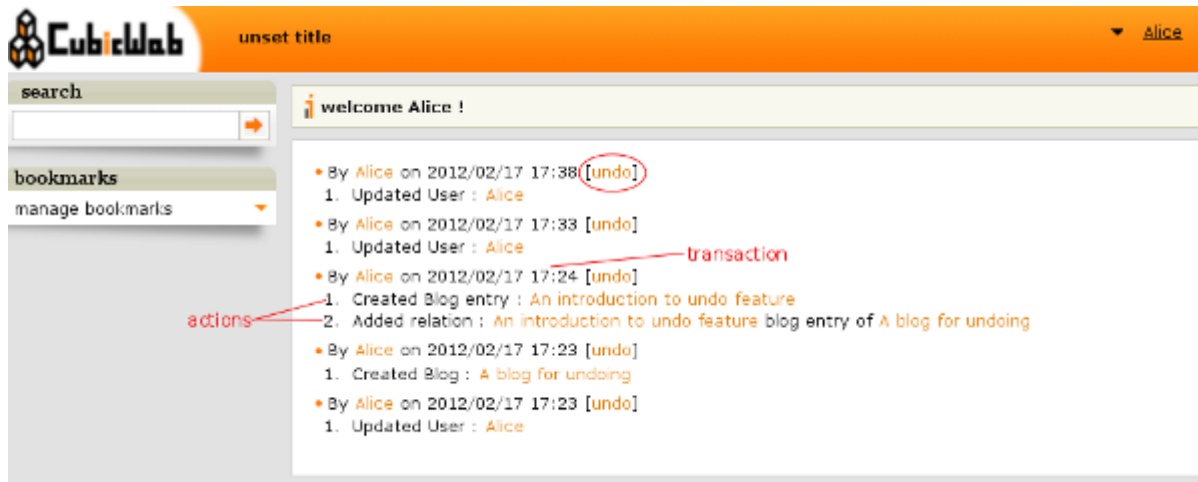 CubicWeb
unset title
Alice
search
welcome Alice !
bookmarks
manage bookmarks
By Alice on 2012/02/17 17:38 [undo]
1. Updated User : Alice
By Alice on 2012/02/17 17:33 [undo]
1. Updated User : Alice
transaction
By Alice on 2012/02/17 17:24 [undo]
1. Created Blog entry : An introduction to undo feature
actions
2. Added relation : An introduction to undo feature blog entry of A blog for undoing
By Alice on 2012/02/17 17:23 [undo]
1. Created Blog : A blog for undoing
By Alice on 2012/02/17 17:23 [undo]
1. Updated User : Alice